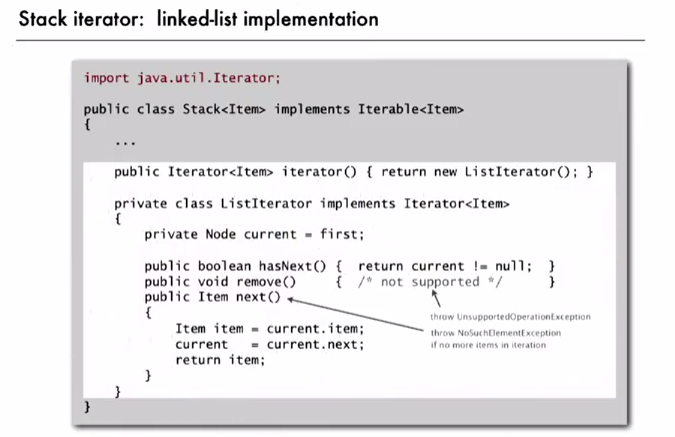 Stack iterator: linked-list implementation
import java.util.Iterator;
public class Stack<Item> implements Iterable<Item>
{
...
public Iterator<Item> iterator() { return new ListIterator(); }
private class ListIterator implements Iterator<Item>
{
private Node current = first;
public boolean hasNext() { return current != null; }
public void remove() { /* not supported */ }
public Item next()
throw UnsupportedOperationException
{
throw NoSuchElementException
Item item = current.item;
if no more items in iteration
current = current.next;
return item;
}
}
}